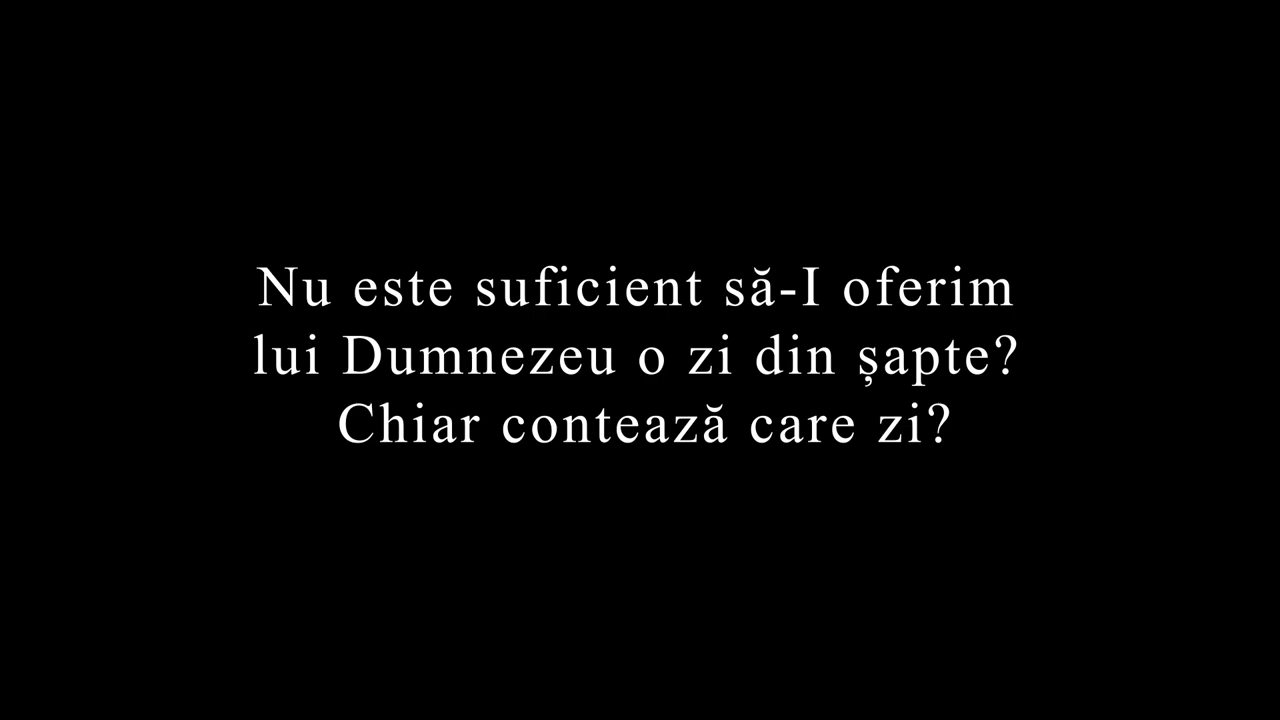 Nu este suficient să-I oferim
lui Dumnezeu o zi din șapte?
Chiar contează care zi?